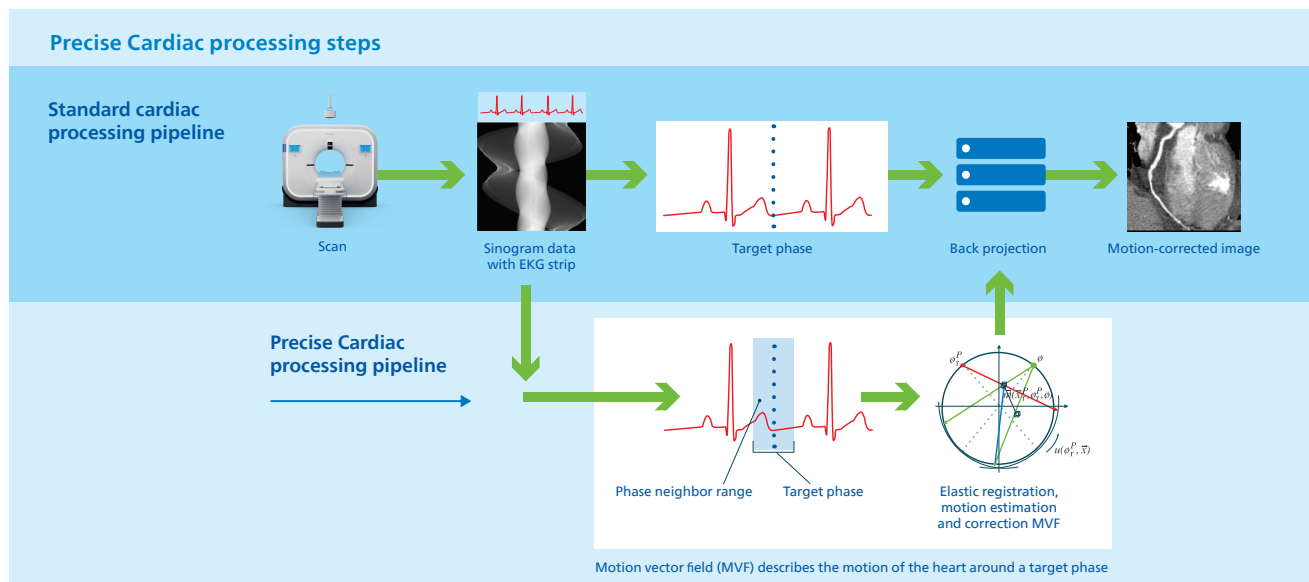 Precise Cardiac processing steps
Standard cardiac
processing pipeline
Scan
Sinogram data
with EKG strip
Target phase
Back projection
Motion-corrected image
Precise Cardiac
processing pipeline
Phase neighbor range
Target phase
ϕ_r^P
ϕ
u(ϕ_r^P, x⃗)
Elastic registration,
motion estimation
and correction MVF
Motion vector field (MVF) describes the motion of the heart around a target phase